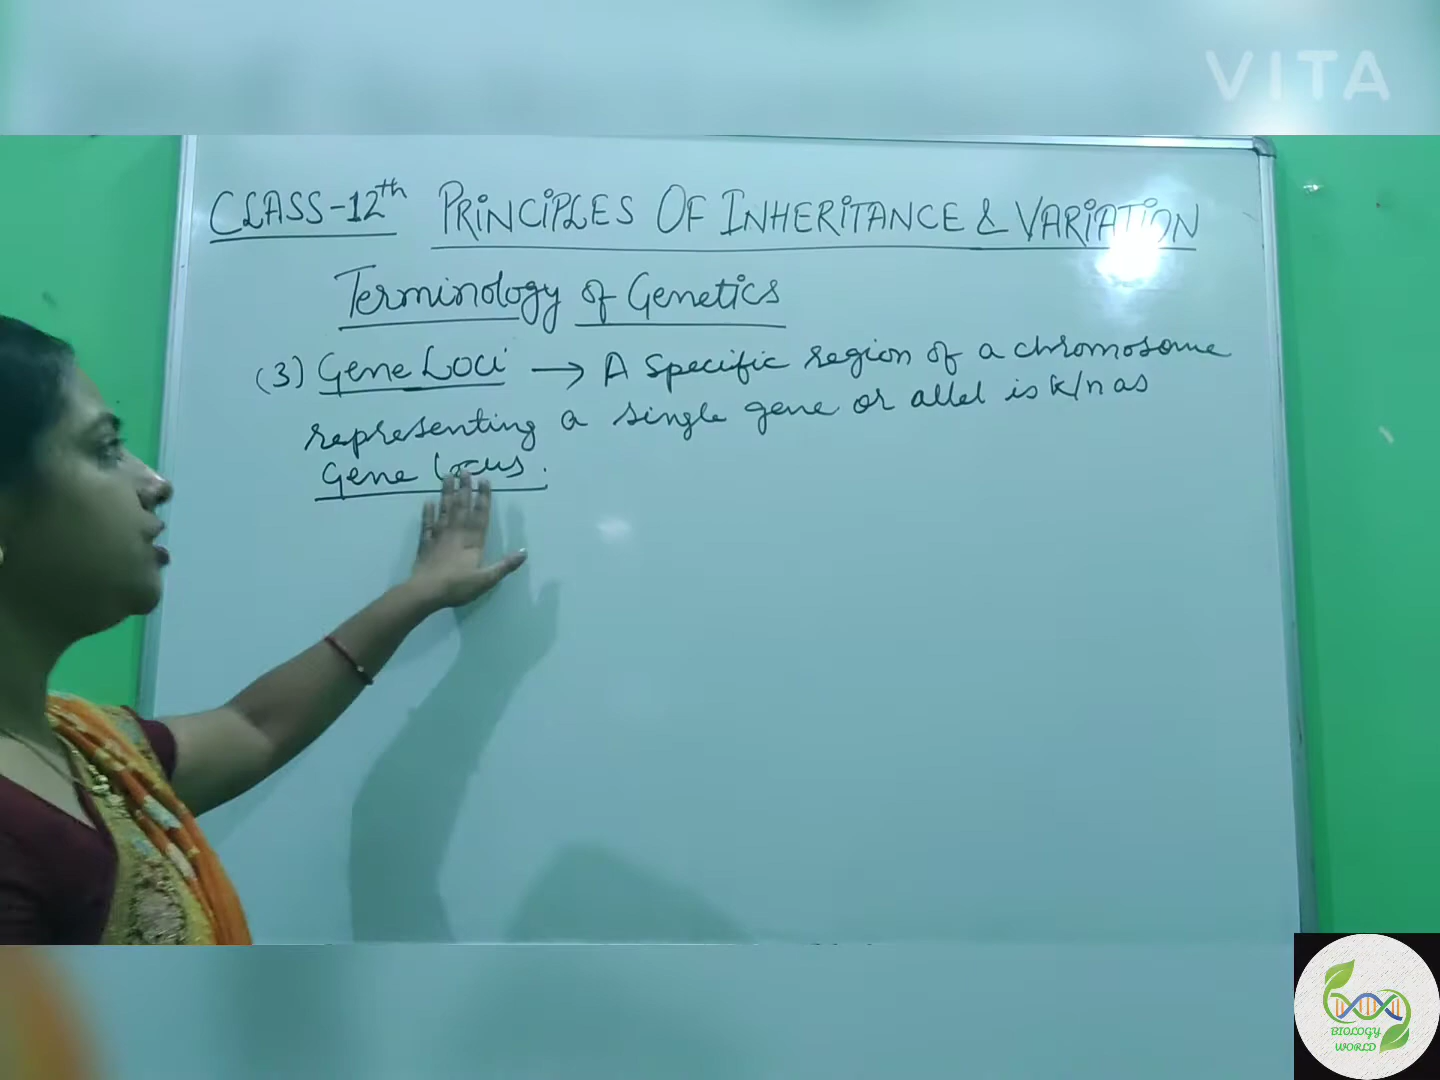 VITA
CLASS-12th PRINCIPLES OF INHERITANCE & VARIATION
Terminology of Genetics
(3) Gene Loci → A specific region of a chromosome
representing a single gene or allel is k/n as
Gene Locus.
BIOLOGY
WORLD